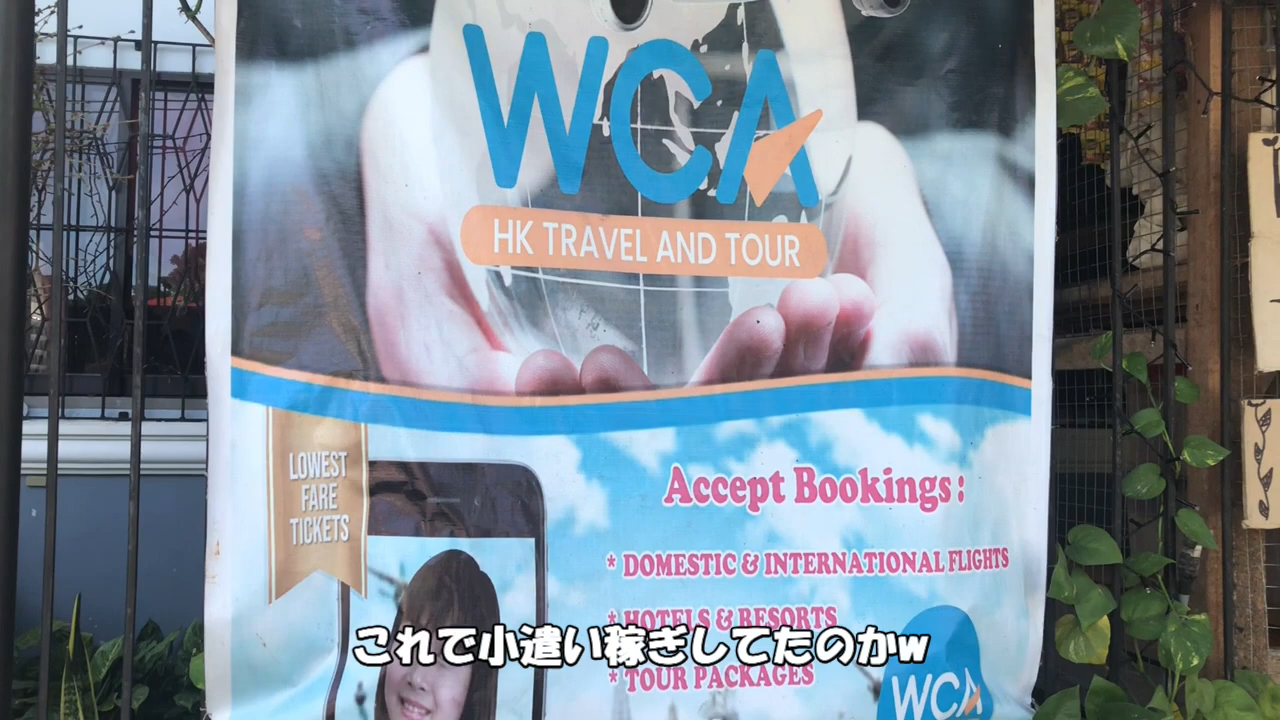 WCA
HK TRAVEL AND TOUR
LOWEST
FARE
TICKETS
Accept Bookings:
* DOMESTIC & INTERNATIONAL FLIGHTS
* HOTELS & RESORTS
これで小遣い稼ぎしてたのかw
* TOUR PACKAGES
WCA